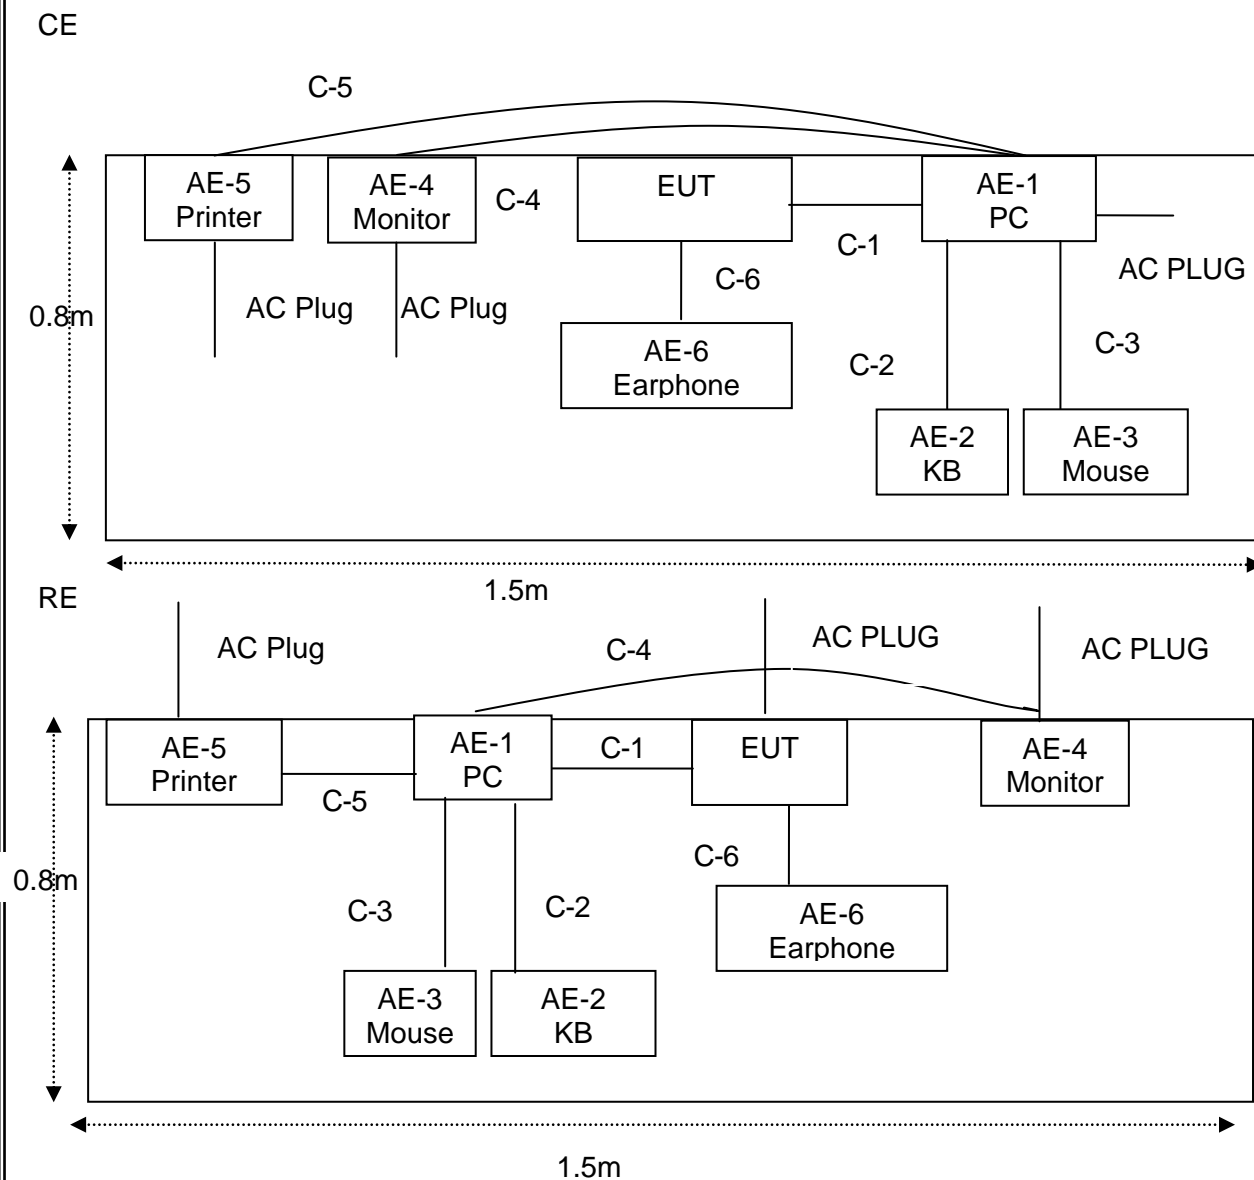 CE
C-5
AE-5
Printer
AE-4
Monitor
C-4
EUT
AE-1
PC
C-1
AC PLUG
C-6
AC Plug
AC Plug
0.8m
AE-6
Earphone
C-2
C-3
AE-2
KB
AE-3
Mouse
1.5m
RE
AC Plug
C-4
AC PLUG
AC PLUG
AE-5
Printer
AE-1
PC
C-1
EUT
AE-4
Monitor
C-5
C-6
0.8m
C-3
C-2
AE-6
Earphone
AE-3
Mouse
AE-2
KB
1.5m